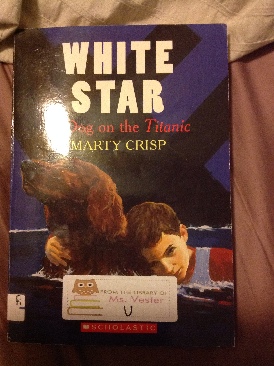 WHITE
STAR
Dog on the Titanic
MARTY CRISP
FROM THE LIBRARY OF
Ms. Vester
U
SCHOLASTIC